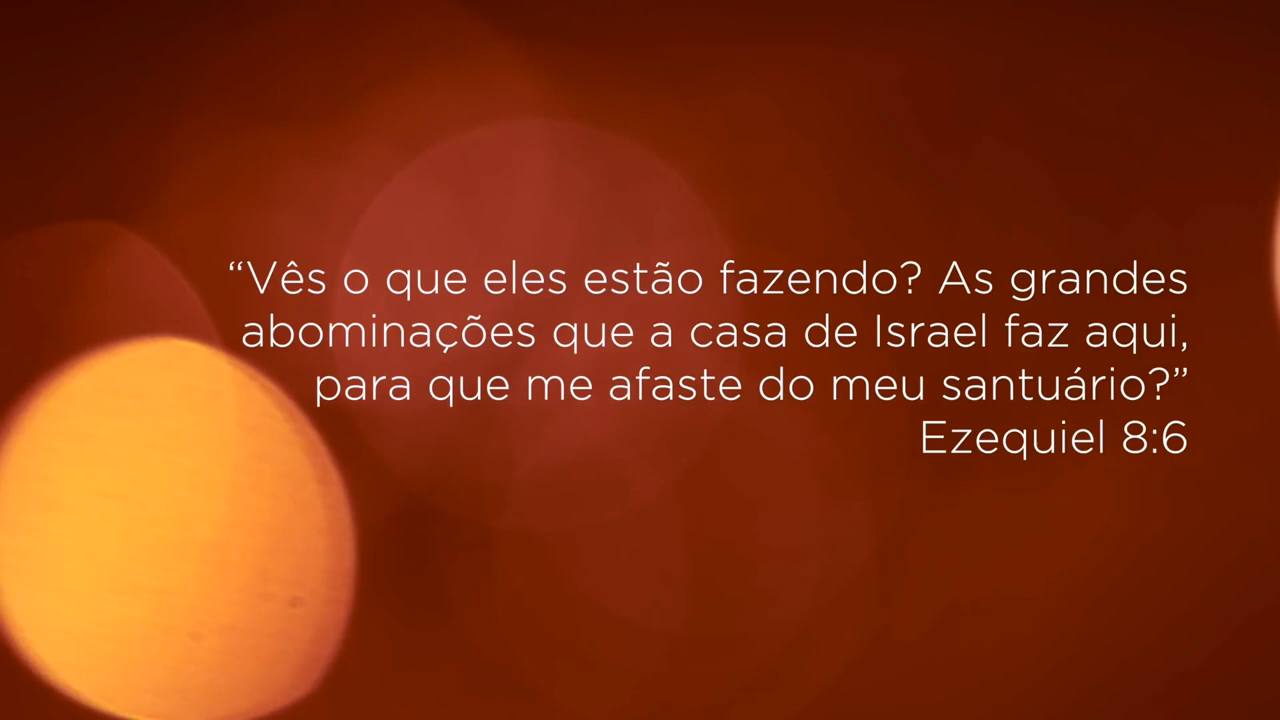 “Vês o que eles estão fazendo? As grandes
abominações que a casa de Israel faz aqui,
para que me afaste do meu santuário?”
Ezequiel 8:6